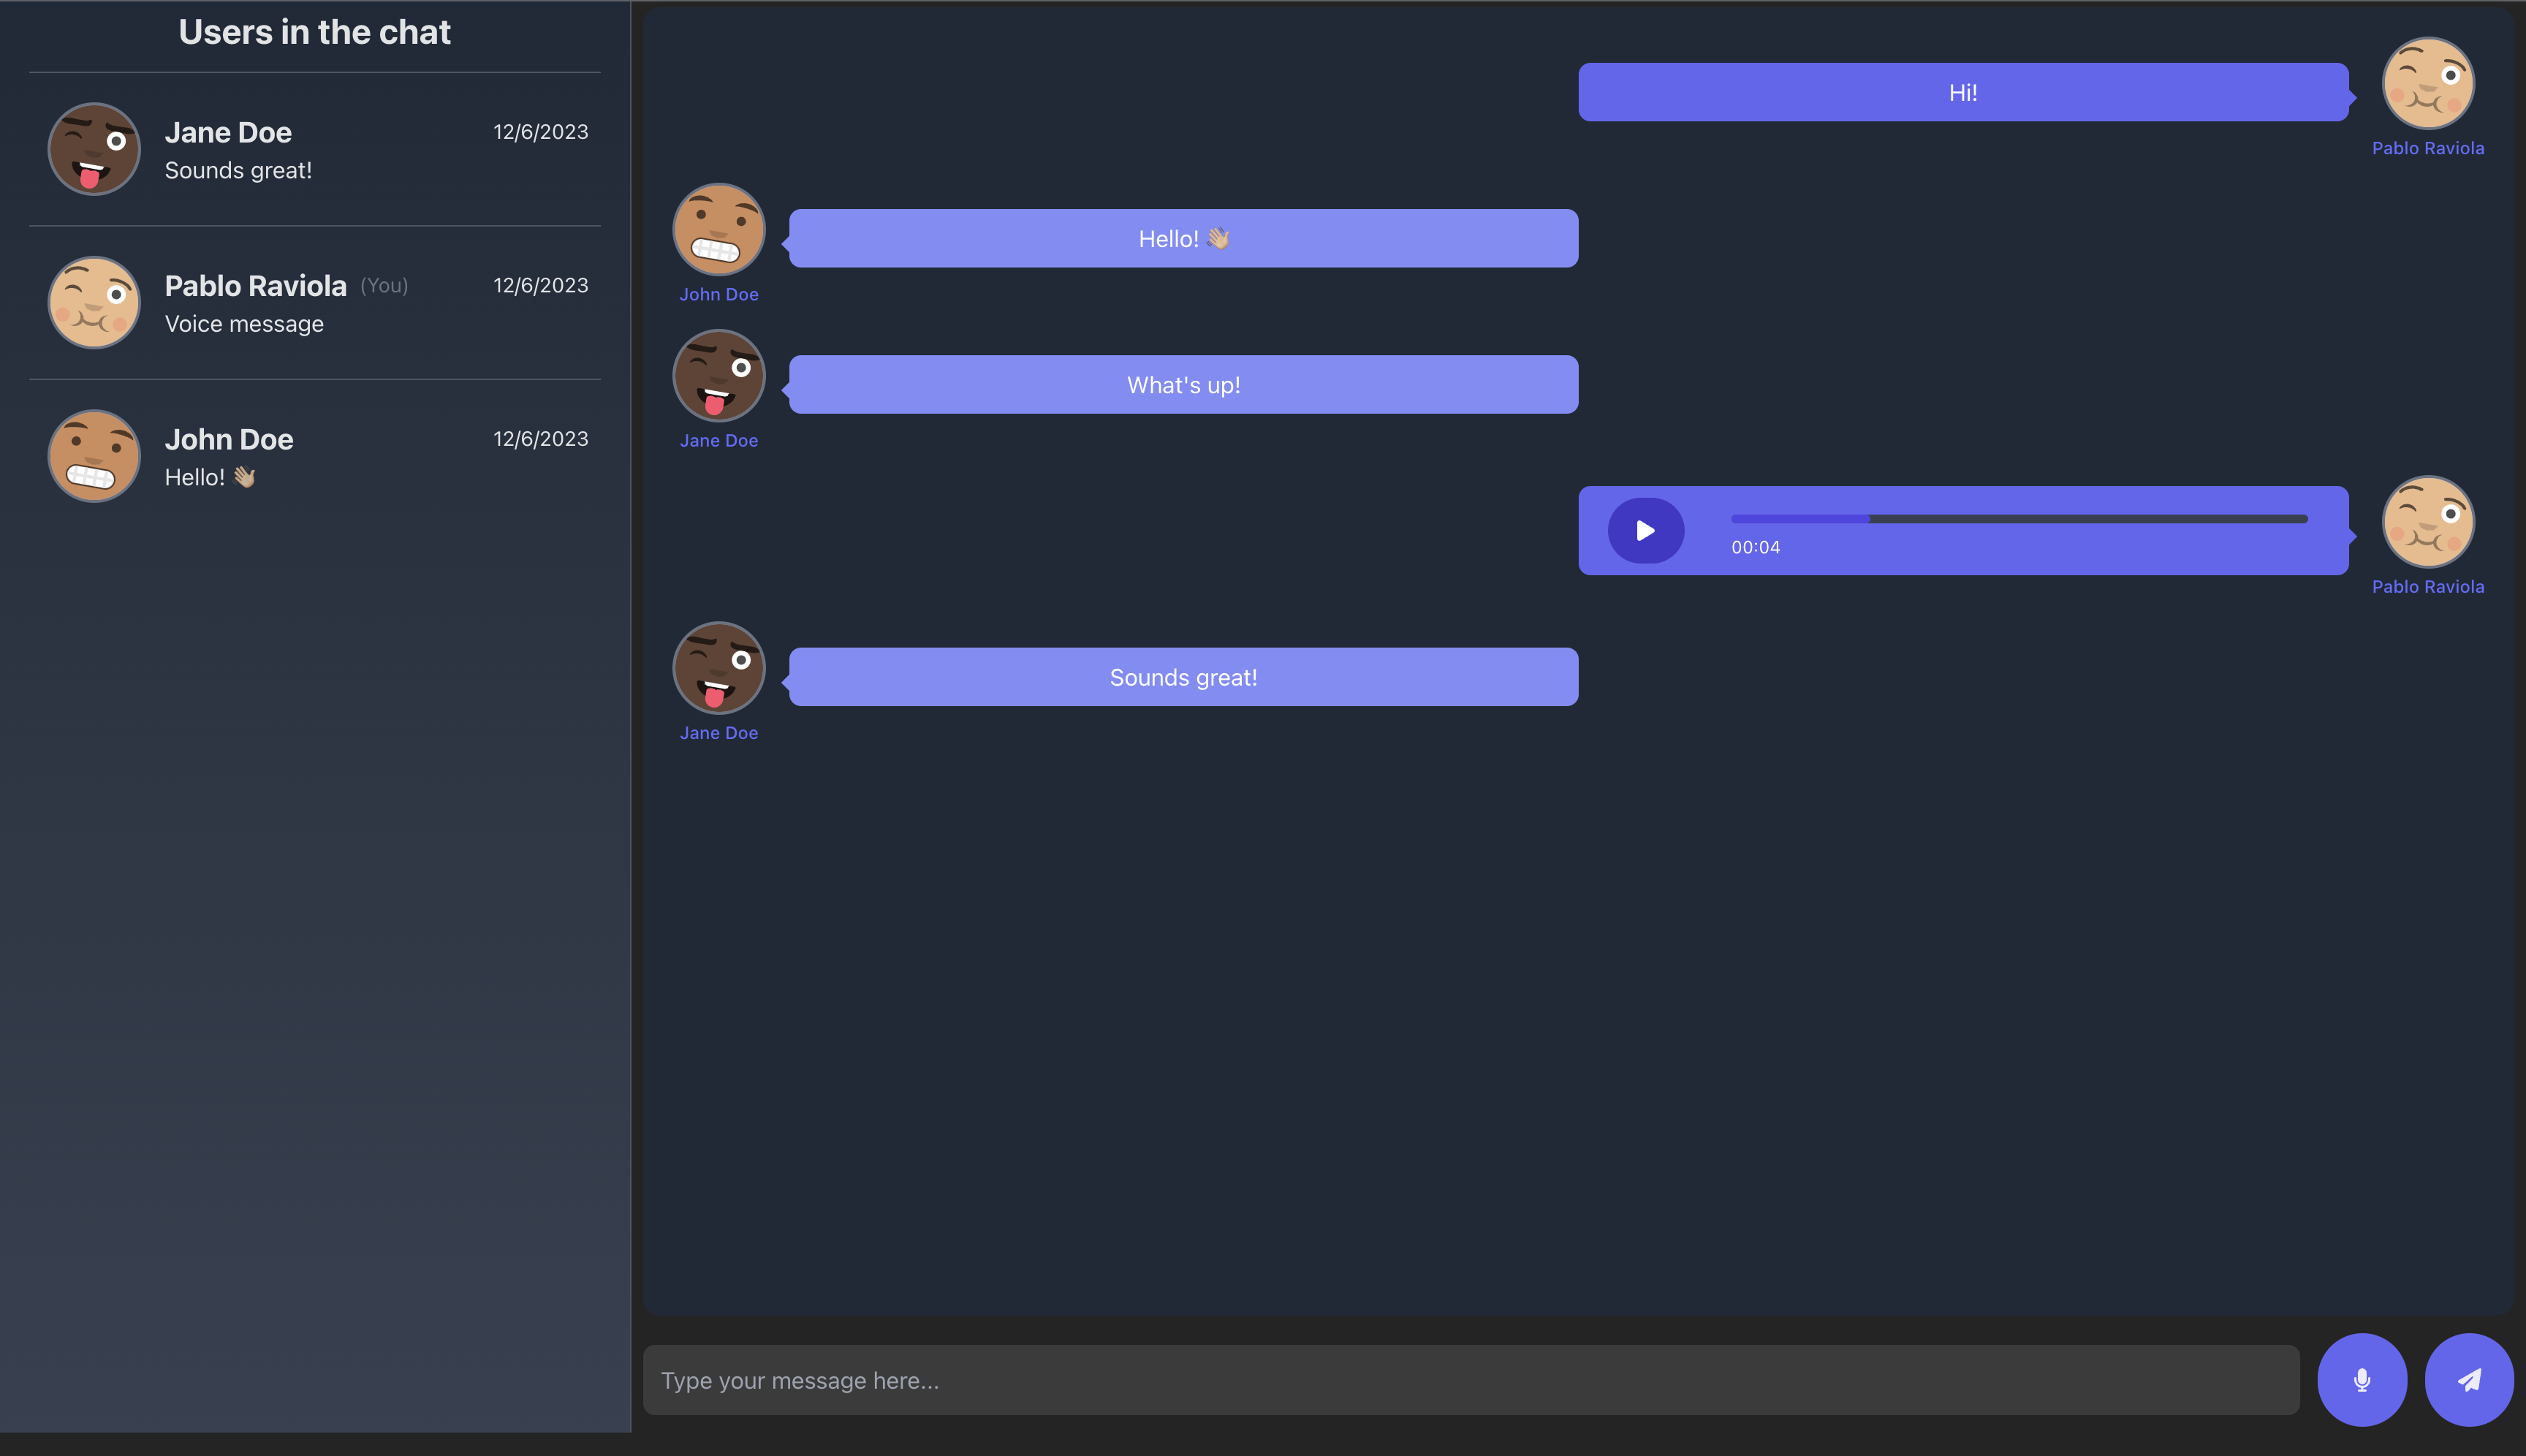 Users in the chat
Jane Doe
12/6/2023
Sounds great!
Pablo Raviola (You)
12/6/2023
Voice message
John Doe
12/6/2023
Hello! 👋🏼
Hi!
Pablo Raviola
Hello! 👋🏼
John Doe
What's up!
Jane Doe
00:04
Pablo Raviola
Sounds great!
Jane Doe
Type your message here...